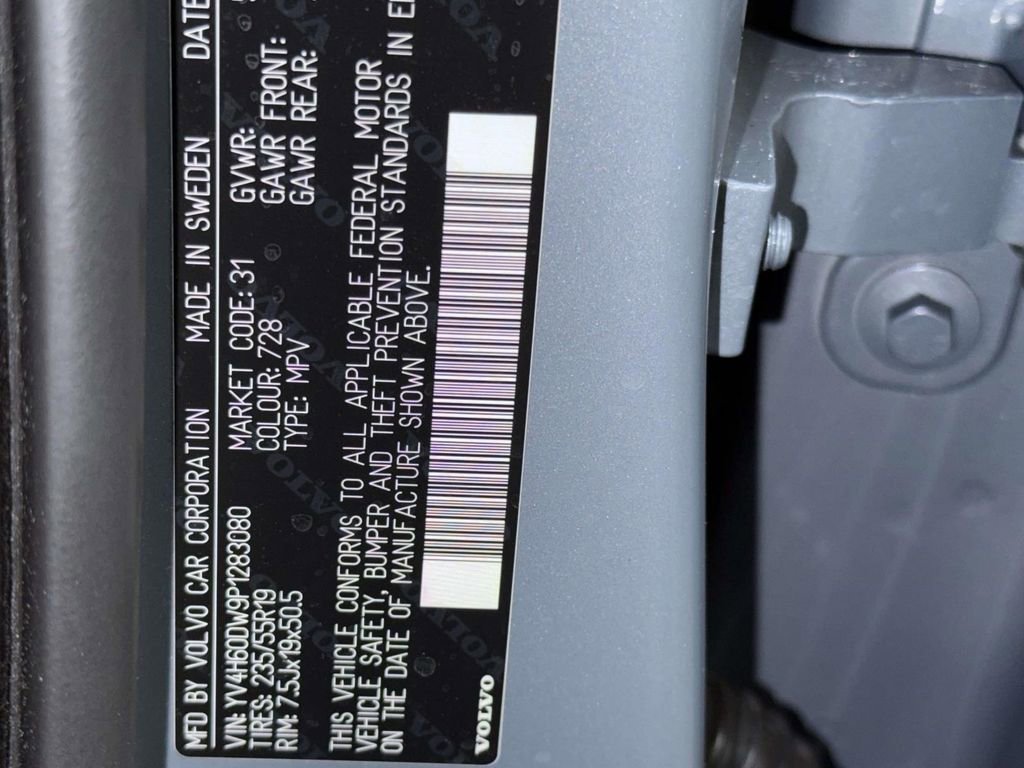 MFD BY VOLVO CAR CORPORATION MADE IN SWEDEN DATE
VIN: YV4H60DW9P1283080
TIRES: 235/55R19
RIM: 7.5Jx19x50.5
MARKET CODE: 31
COLOUR: 728
TYPE: MPV
GVWR:
GAWR FRONT:
GAWR REAR:
THIS VEHICLE CONFORMS TO ALL APPLICABLE FEDERAL MOTOR
VEHICLE SAFETY, BUMPER AND THEFT PREVENTION STANDARDS IN
ON THE DATE OF MANUFACTURE SHOWN ABOVE.
VOLVO